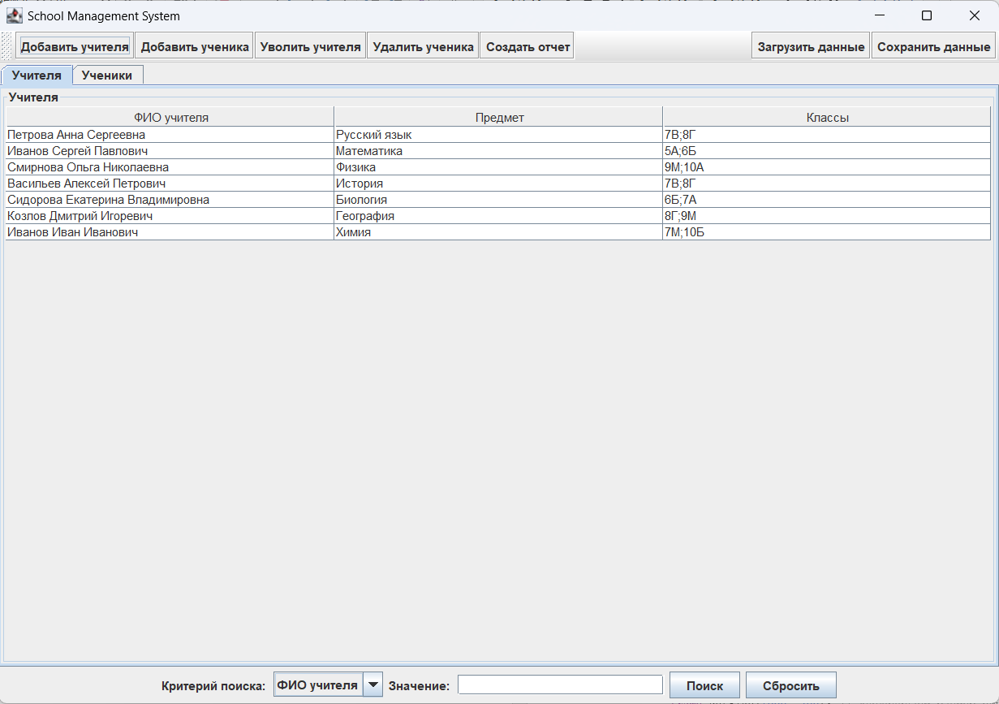 School Management System
Добавить учителя Добавить ученика Уволить учителя Удалить ученика Создать отчет Загрузить данные Сохранить данные
Учителя Ученики
Учителя
ФИО учителя Предмет Классы
Петрова Анна Сергеевна Русский язык 7В;8Г
Иванов Сергей Павлович Математика 5А;6Б
Смирнова Ольга Николаевна Физика 9М;10А
Васильев Алексей Петрович История 7В;8Г
Сидорова Екатерина Владимировна Биология 6Б;7А
Козлов Дмитрий Игоревич География 8Г;9М
Иванов Иван Иванович Химия 7М;10Б
Критерий поиска: ФИО учителя Значение: Поиск Сбросить